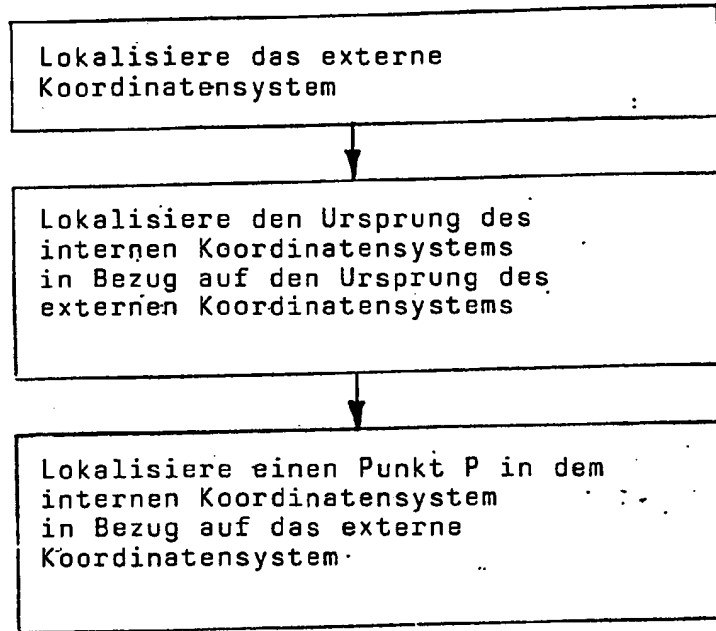 Lokalisiere das externe
Koordinatensystem
Lokalisiere den Ursprung des
internen Koordinatensystems
in Bezug auf den Ursprung des
externen Koordinatensystems
Lokalisiere einen Punkt P in dem
internen Koordinatensystem
in Bezug auf das externe
Koordinatensystem